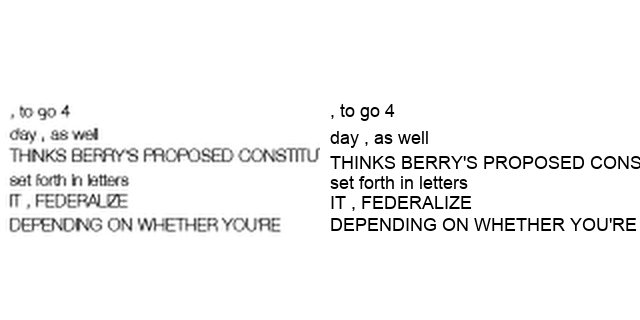 , to go 4
day , as well
THINKS BERRY'S PROPOSED
set forth in letters
IT , FEDERALIZE
DEPENDING ON WHETHER YOU'RE
, to go 4
day , as well
THINKS BERRY'S PROPOSED
set forth in letters
IT , FEDERALIZE
DEPENDING ON WHETHER YOU'RE